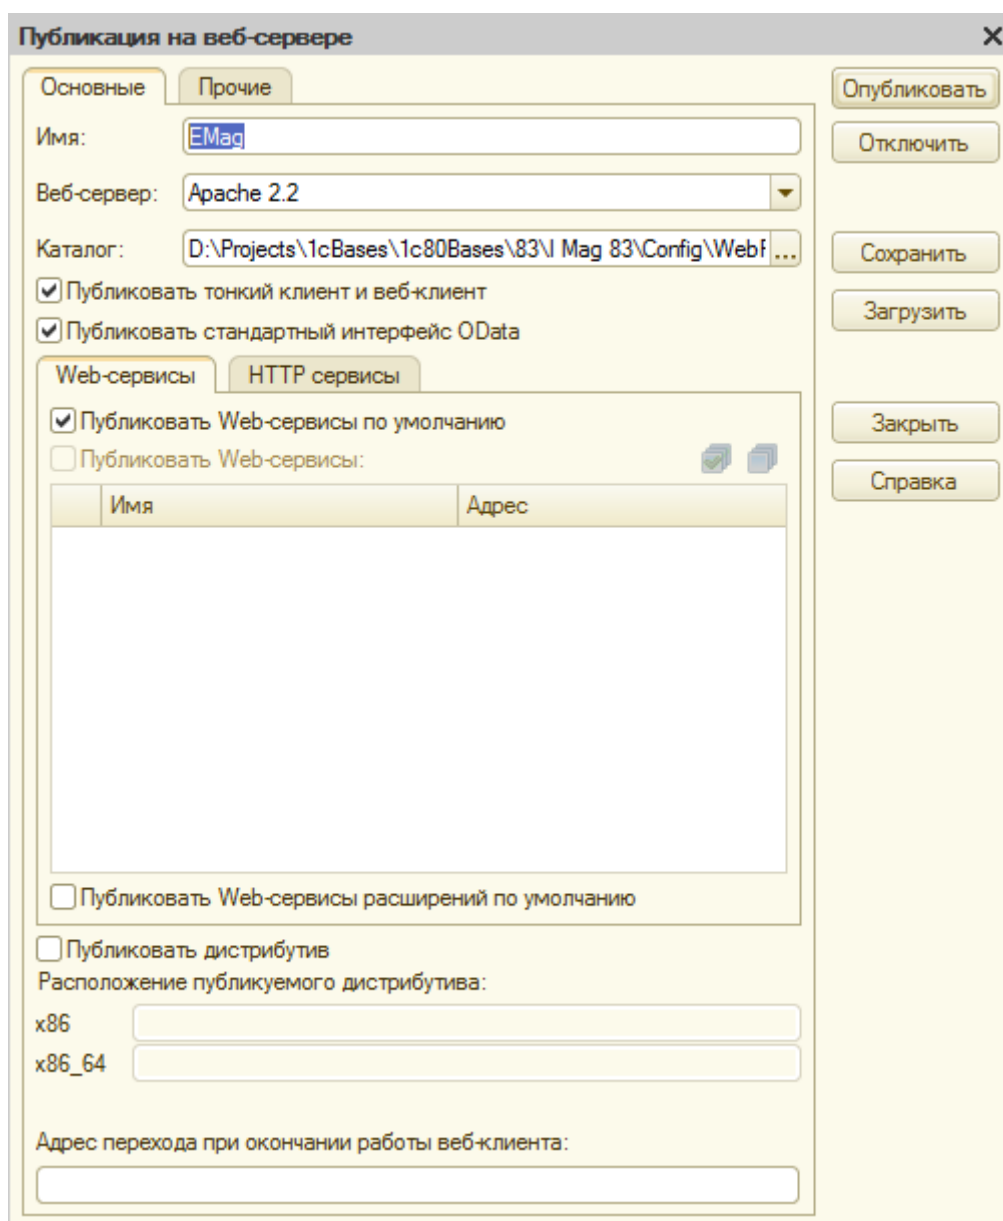 Публикация на веб-сервере
Основные Прочие
Опубликовать
Имя: EMag
Отключить
Веб-сервер: Apache 2.2
Каталог: D:\Projects\1cBases\1c80Bases\83\I Mag 83\Config\WebF ...
Сохранить
Публиковать тонкий клиент и веб-клиент
Загрузить
Публиковать стандартный интерфейс OData
Web-сервисы HTTP сервисы
Публиковать Web-сервисы по умолчанию
Закрыть
Публиковать Web-сервисы:
Справка
Имя Адрес
Публиковать Web-сервисы расширений по умолчанию
Публиковать дистрибутив
Расположение публикуемого дистрибутива:
x86
x86_64
Адрес перехода при окончании работы веб-клиента: